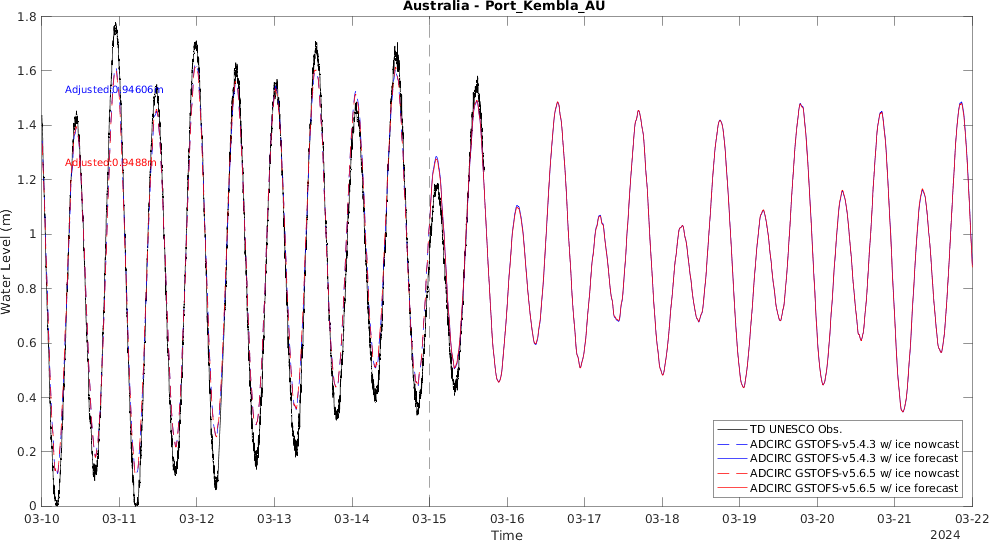 Australia - Port_Kembla_AU
Water Level (m)
1.8
1.6
1.4
1.2
1
0.8
0.6
0.4
0.2
0
Adjusted:0.94606m
Adjusted:0.9488m
TD UNESCO Obs.
ADCIRC GSTOFS-v5.4.3 w/ ice nowcast
ADCIRC GSTOFS-v5.4.3 w/ ice forecast
ADCIRC GSTOFS-v5.6.5 w/ ice nowcast
ADCIRC GSTOFS-v5.6.5 w/ ice forecast
03-10 03-11 03-12 03-13 03-14 03-15 03-16 03-17 03-18 03-19 03-20 03-21 03-22
Time
2024